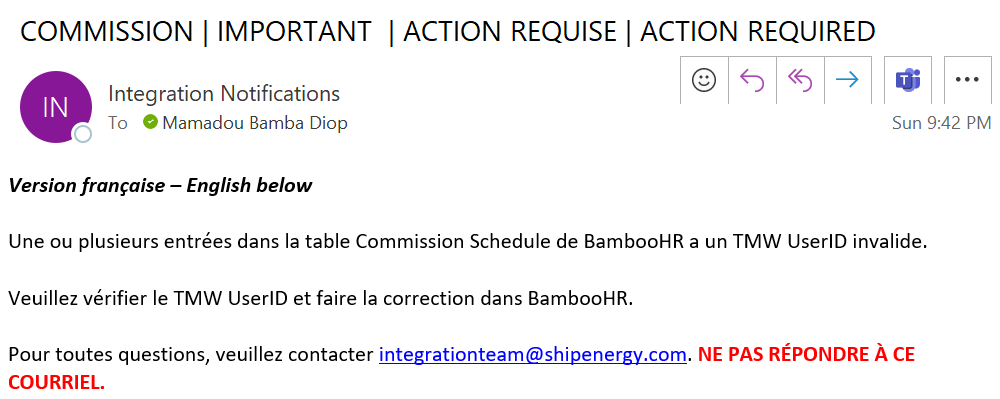 COMMISSION | IMPORTANT | ACTION REQUISE | ACTION REQUIRED
IN
Integration Notifications
To Mamadou Bamba Diop
Sun 9:42 PM
Version française – English below
Une ou plusieurs entrées dans la table Commission Schedule de BambooHR a un TMW UserID invalide.
Veuillez vérifier le TMW UserID et faire la correction dans BambooHR.
Pour toutes questions, veuillez contacter integrationteam@shipenergy.com. NE PAS RÉPONDRE À CE
COURRIEL.